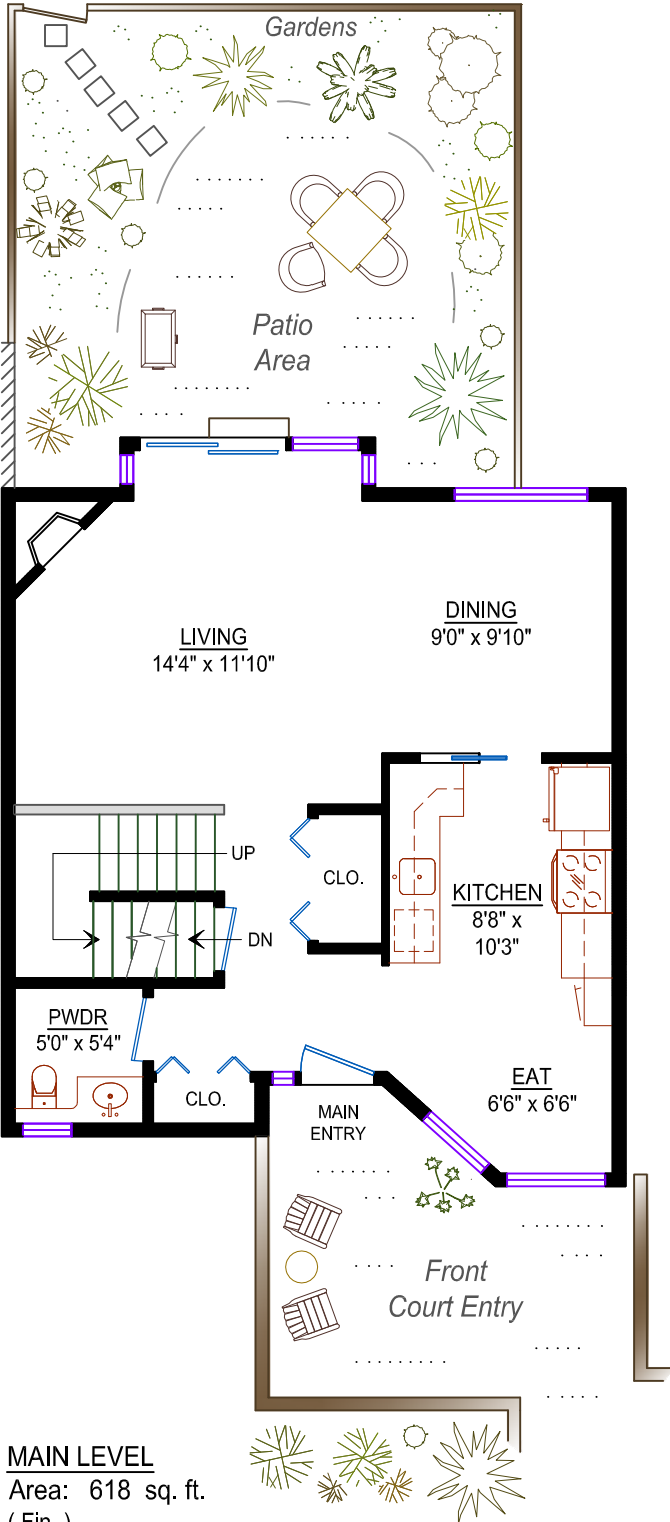 Gardens
Patio
Area
LIVING
14'4" x 11'10"
DINING
9'0" x 9'10"
UP
CLO.
KITCHEN
8'8" x
10'3"
DN
PWDR
5'0" x 5'4"
CLO.
MAIN
ENTRY
EAT
6'6" x 6'6"
Front
Court Entry
MAIN LEVEL
Area: 618 sq. ft.
( Fin. )